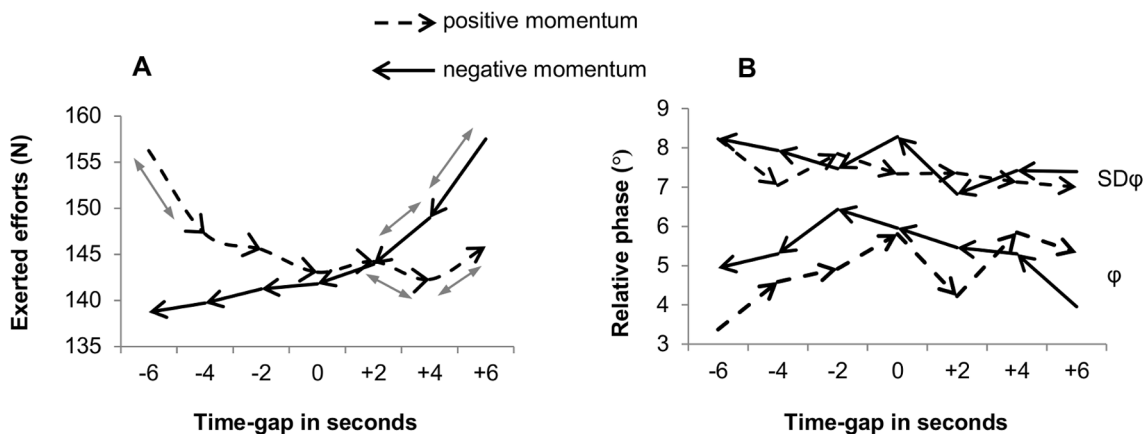 positive momentum
negative momentum
A
Exerted efforts (N)
160
155
150
145
140
135
-6 -4 -2 0 +2 +4 +6
Time-gap in seconds
B
Relative phase (°)
9
8
7
6
5
4
3
SDφ
φ
-6 -4 -2 0 +2 +4 +6
Time-gap in seconds